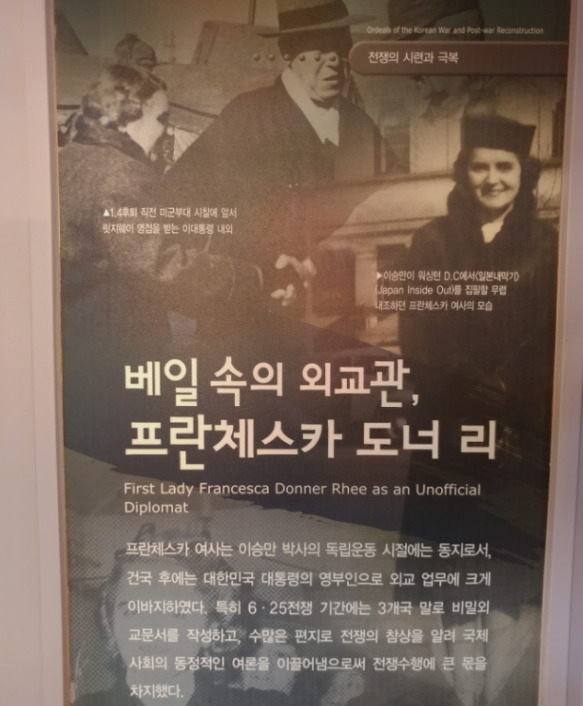 Ordeals of the Korean War and Post-war Reconstruction
전쟁의 시련과 극복
▲1.4후퇴 직전 미군부대 시찰에 앞서
릿지웨이 영접을 받는 이대통령 내외
▶이승만이 워싱턴 D.C에서〈일본내막기〉
(Japan Inside Out)를 집필할 무렵
내조하던 프란체스카 여사의 모습
베일 속의 외교관,
프란체스카 도너 리
First Lady Francesca Donner Rhee as an Unofficial
Diplomat
프란체스카 여사는 이승만 박사의 독립운동 시절에는 동지로서,
건국 후에는 대한민국 대통령의 영부인으로 외교 업무에 크게
이바지하였다. 특히 6·25전쟁 기간에는 3개국 말로 비밀외
교문서를 작성하고, 수많은 편지로 전쟁의 참상을 알려 국제
사회의 동정적인 여론을 이끌어냄으로써 전쟁수행에 큰 몫을
차지했다.